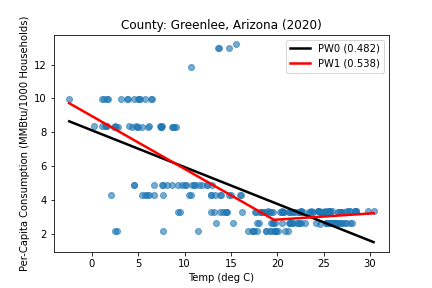 County: Greenlee, Arizona (2020)
PW0 (0.482)
PW1 (0.538)
Per-Capita Consumption (MMBtu/1000 Households)
12
10
8
6
4
2
0
5
10
15
20
25
30
Temp (deg C)